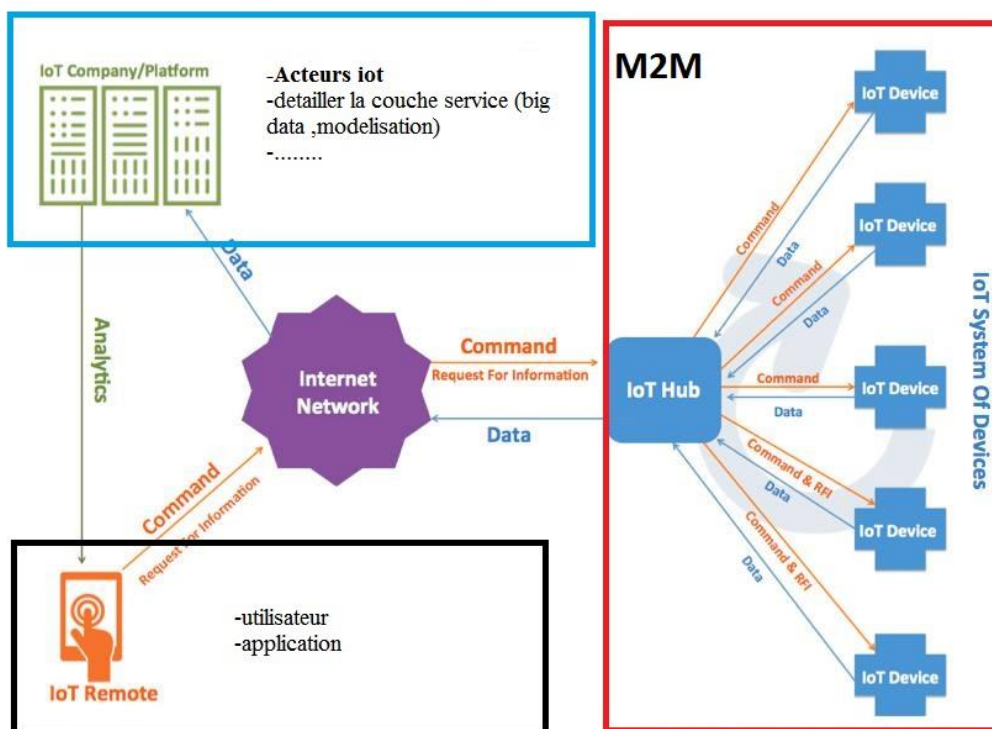 IoT Company/Platform
-Acteurs iot
-detailler la couche service (big
data ,modelisation)
-........
Data
Analytics
Internet
Network
Command
Request For Information
Data
Command
Request For Information
IoT Remote
-utilisateur
-application
M2M
IoT Hub
Command
Data
IoT Device
Command
Data
IoT Device
Command
Data
IoT Device
Command & RFI
Data
IoT Device
Command & RFI
Data
IoT Device
IoT System Of Devices